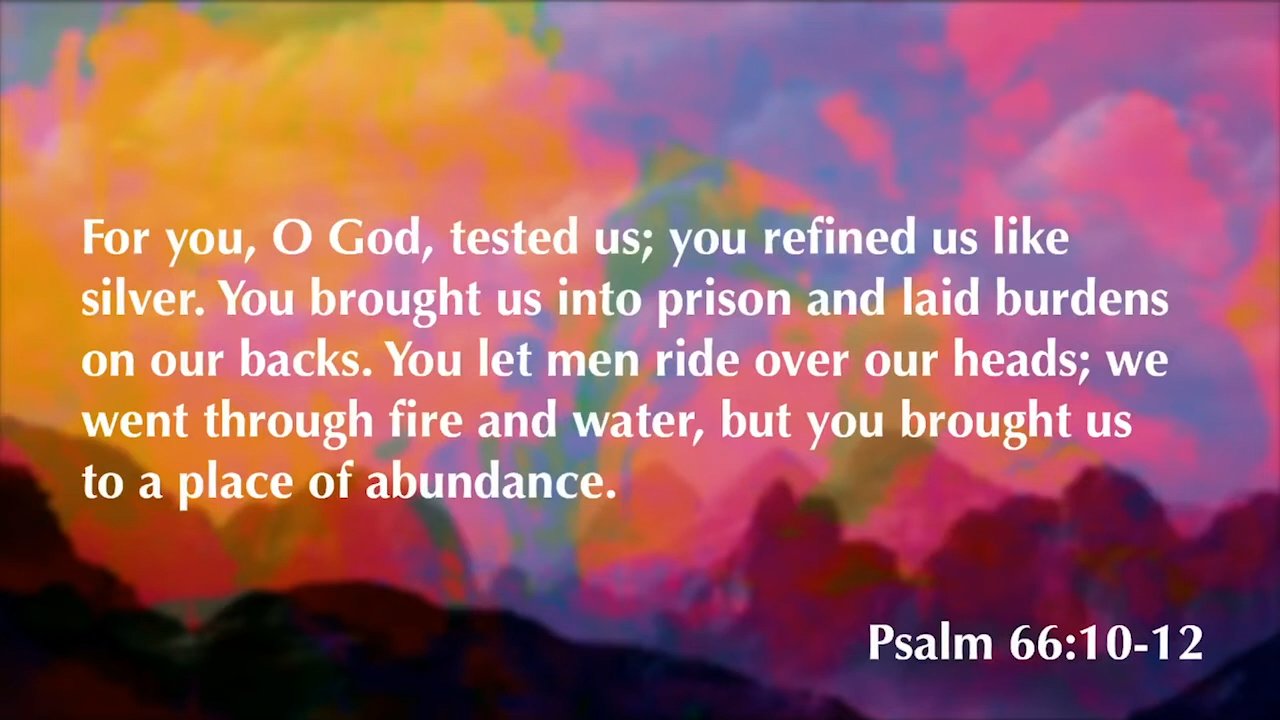 For you, O God, tested us; you refined us like
silver. You brought us into prison and laid burdens
on our backs. You let men ride over our heads; we
went through fire and water, but you brought us
to a place of abundance.
Psalm 66:10-12